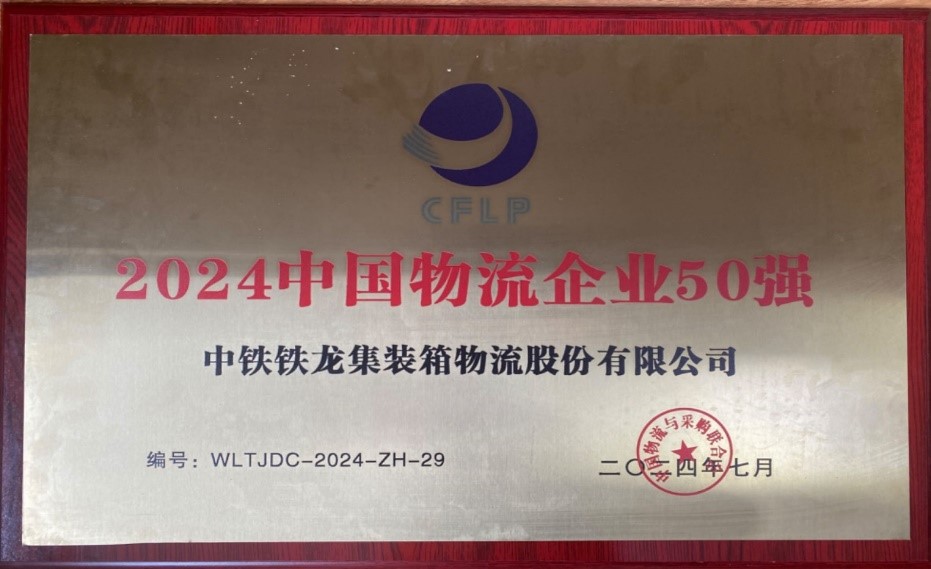 CFLP
2024中国物流企业50强
中铁铁龙集装箱物流股份有限公司
编号：WLTJDC-2024-ZH-29
二〇二四年七月
中国物流与采购联合会